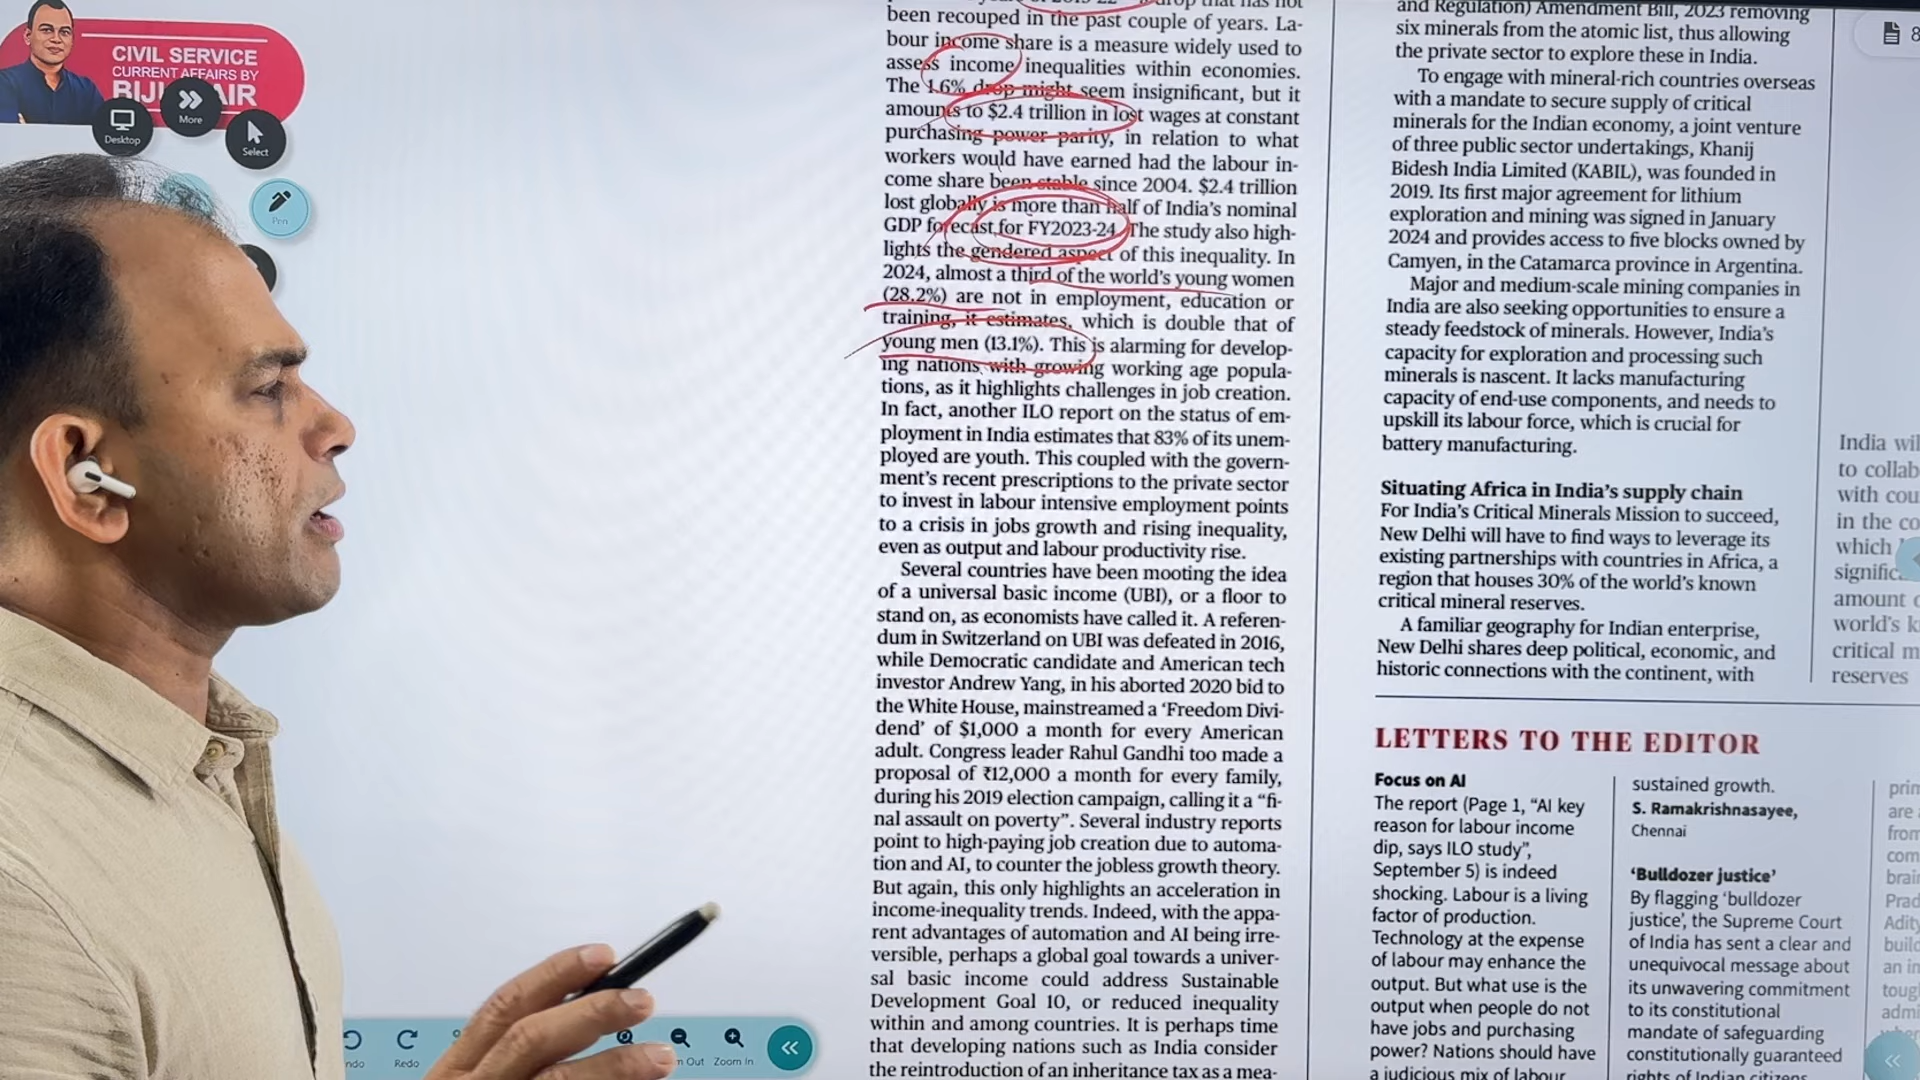 CIVIL SERVICE
CURRENT AFFAIRS BY
More
Desktop
Select
Pen
been recouped in the past couple of years. La-
bour income share is a measure widely used to
assess income inequalities within economies.
The 1.6% drop might seem insignificant, but it
amounts to $2.4 trillion in lost wages at constant
purchasing power parity, in relation to what
workers would have earned had the labour in-
come share been stable since 2004. $2.4 trillion
lost globally is more than half of India's nominal
GDP forecast for FY2023-24. The study also high-
lights the gendered aspect of this inequality. In
2024, almost a third of the world's young women
(28.2%) are not in employment, education or
training, it estimates, which is double that of
young men (13.1%). This is alarming for develop-
ing nations with growing working age popula-
tions, as it highlights challenges in job creation.
In fact, another ILO report on the status of em-
ployment in India estimates that 83% of its unem-
ployed are youth. This coupled with the govern-
ment's recent prescriptions to the private sector
to invest in labour intensive employment points
to a crisis in jobs growth and rising inequality,
even as output and labour productivity rise.
Several countries have been mooting the idea
of a universal basic income (UBI), or a floor to
stand on, as economists have called it. A referen-
dum in Switzerland on UBI was defeated in 2016,
while Democratic candidate and American tech
investor Andrew Yang, in his aborted 2020 bid to
the White House, mainstreamed a 'Freedom Divi-
dend' of $1,000 a month for every American
adult. Congress leader Rahul Gandhi too made a
proposal of ₹12,000 a month for every family,
during his 2019 election campaign, calling it a "fi-
nal assault on poverty". Several industry reports
point to high-paying job creation due to automa-
tion and AI, to counter the jobless growth theory.
But again, this only highlights an acceleration in
income-inequality trends. Indeed, with the appa-
rent advantages of automation and AI being irre-
versible, perhaps a global goal towards a univer-
sal basic income could address Sustainable
Development Goal 10, or reduced inequality
within and among countries. It is perhaps time
that developing nations such as India consider
the reintroduction of an inheritance tax as a mea-
and Regulation) Amendment Bill, 2023 removing
six minerals from the atomic list, thus allowing
the private sector to explore these in India.
To engage with mineral-rich countries overseas
with a mandate to secure supply of critical
minerals for the Indian economy, a joint venture
of three public sector undertakings, Khanij
Bidesh India Limited (KABIL), was founded in
2019. Its first major agreement for lithium
exploration and mining was signed in January
2024 and provides access to five blocks owned by
Camyen, in the Catamarca province in Argentina.
Major and medium-scale mining companies in
India are also seeking opportunities to ensure a
steady feedstock of minerals. However, India's
capacity for exploration and processing such
minerals is nascent. It lacks manufacturing
capacity of end-use components, and needs to
upskill its labour force, which is crucial for
battery manufacturing.
Situating Africa in India's supply chain
For India's Critical Minerals Mission to succeed,
New Delhi will have to find ways to leverage its
existing partnerships with countries in Africa, a
region that houses 30% of the world's known
critical mineral reserves.
A familiar geography for Indian enterprise,
New Delhi shares deep political, economic, and
historic connections with the continent, with
India wil
to collab
with cou
in the co
which
signific
amount o
world's k
critical m
reserves
LETTERS TO THE EDITOR
Focus on AI
The report (Page 1, "AI key
reason for labour income
dip, says ILO study",
September 5) is indeed
shocking. Labour is a living
factor of production.
Technology at the expense
of labour may enhance the
output. But what use is the
output when people do not
have jobs and purchasing
power? Nations should have
a judicious mix of labour
sustained growth.
S. Ramakrishnasayee,
Chennai
'Bulldozer justice'
By flagging 'bulldozer
justice', the Supreme Court
of India has sent a clear and
unequivocal message about
its unwavering commitment
to its constitutional
mandate of safeguarding
constitutionally guaranteed
rights of Indian citizens
prin
are
from
com
brai
Prad
Adity
build
an in
toug
admi
Redo
Zoom In
8